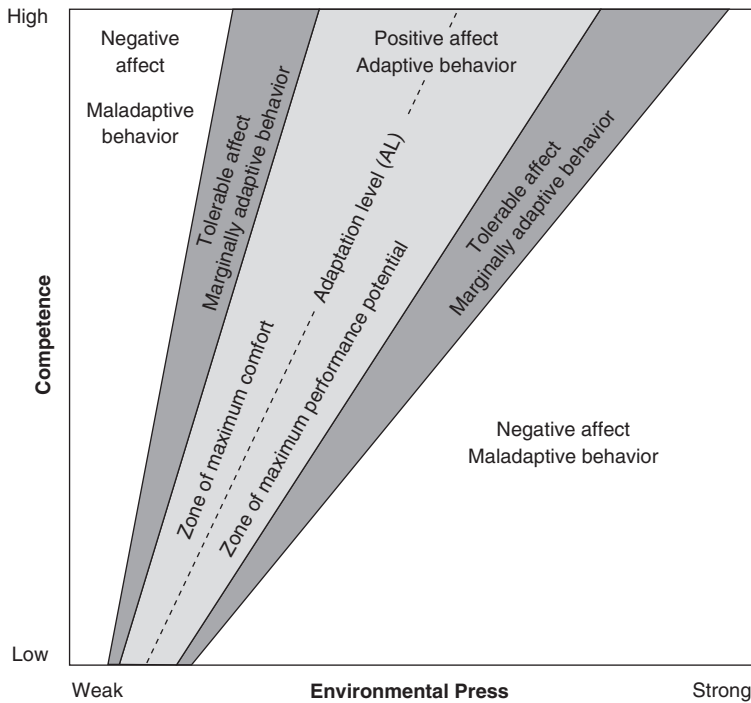 High
Negative
affect
Maladaptive
behavior
Tolerable affect
Marginally adaptive behavior
Positive affect
Adaptive behavior
Adaptation level (AL)
Zone of maximum comfort
Zone of maximum performance potential
Tolerable affect
Marginally adaptive behavior
Negative affect
Maladaptive behavior
Competence
Low
Weak
Environmental Press
Strong